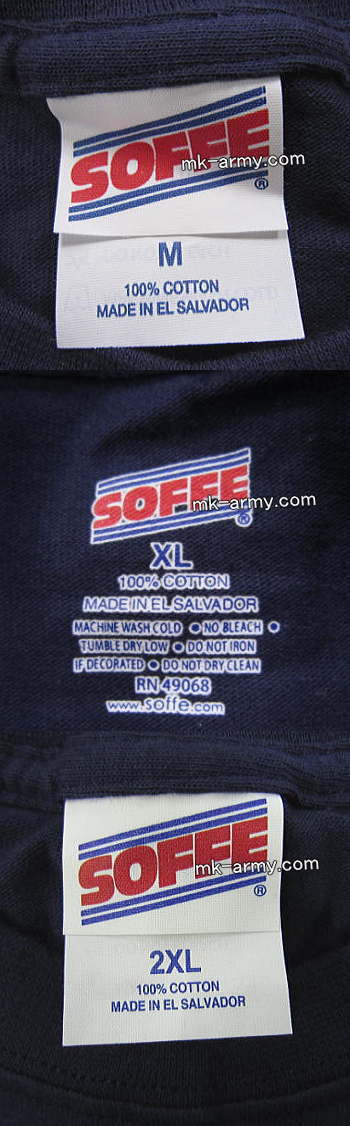 SOFFE
mk-army.com
®
M
100% COTTON
MADE IN EL SALVADOR
SOFFE
mk-army.com
®
XL
100% COTTON
MADE IN EL SALVADOR
MACHINE WASH COLD ● NO BLEACH ●
TUMBLE DRY LOW ● DO NOT IRON
IF DECORATED ● DO NOT DRY CLEAN
RN 49068
www.soffe.com
SOFFE
mk-army.com
®
2XL
100% COTTON
MADE IN EL SALVADOR